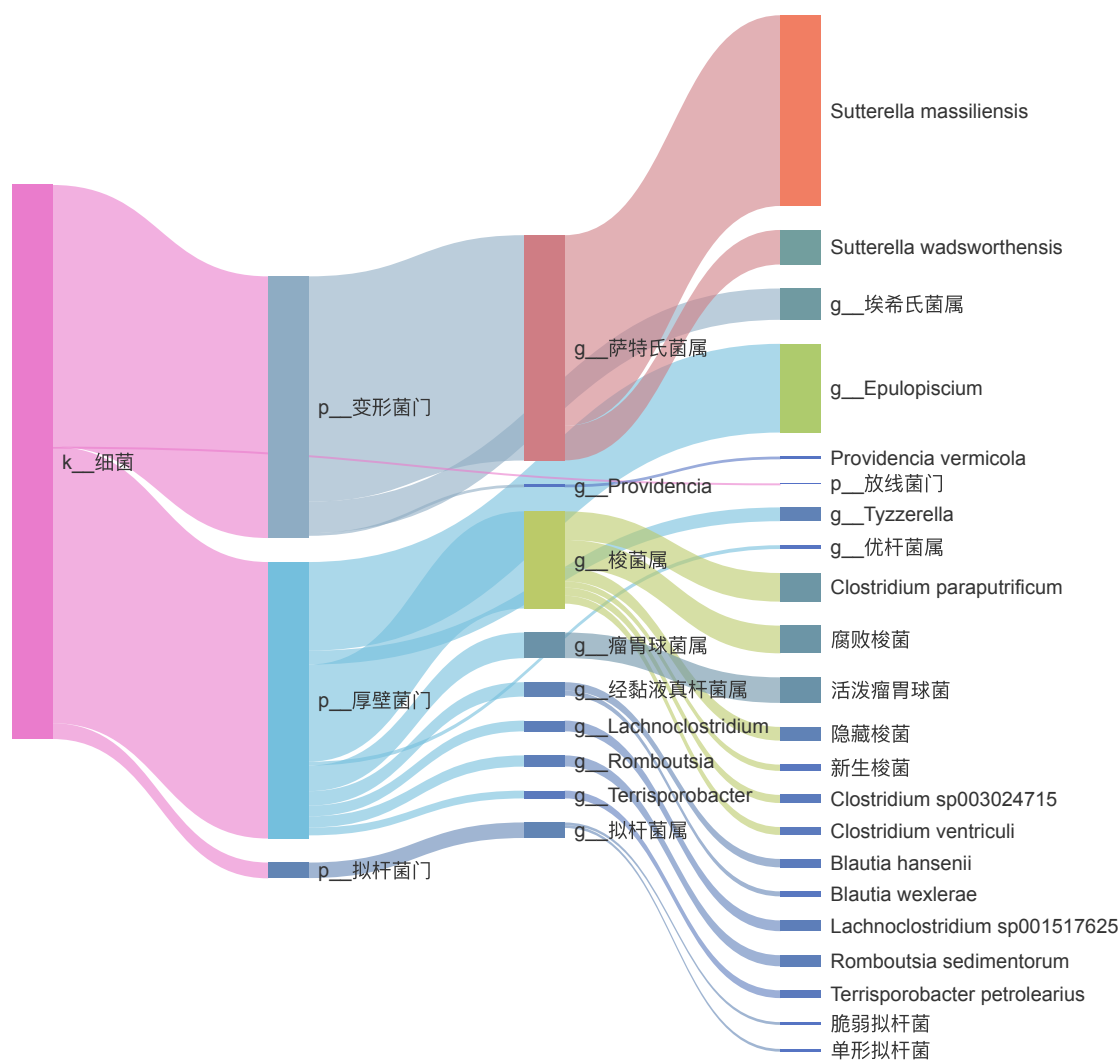 k__细菌
p__变形菌门
p__厚壁菌门
p__拟杆菌门
g__萨特氏菌属
g__Providencia
g__梭菌属
g__瘤胃球菌属
g__经黏液真杆菌属
g__Lachnoclostridium
g__Romboutsia
g__Terrisporobacter
g__拟杆菌属
Sutterella massiliensis
Sutterella wadsworthensis
g__埃希氏菌属
g__Epulopiscium
Providencia vermicola
p__放线菌门
g__Tyzzerella
g__优杆菌属
Clostridium paraputrificum
腐败梭菌
活泼瘤胃球菌
隐藏梭菌
新生梭菌
Clostridium sp003024715
Clostridium ventriculi
Blautia hansenii
Blautia wexlerae
Lachnoclostridium sp001517625
Romboutsia sedimentorum
Terrisporobacter petrolearius
脆弱拟杆菌
单形拟杆菌